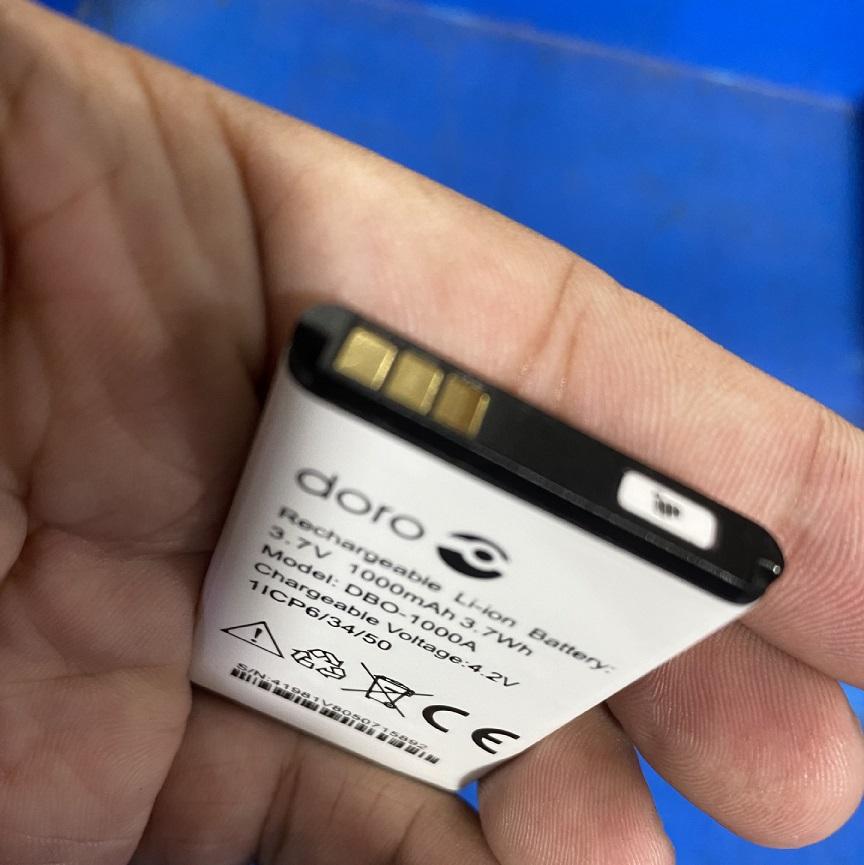 doro
Rechargeable Li-ion Battery:
3.7V 1000mAh 3.7Wh
Model: DBO-1000A
Chargeable Voltage:4.2V
1ICP6/34/50
CE
S/N:41981V8050715892